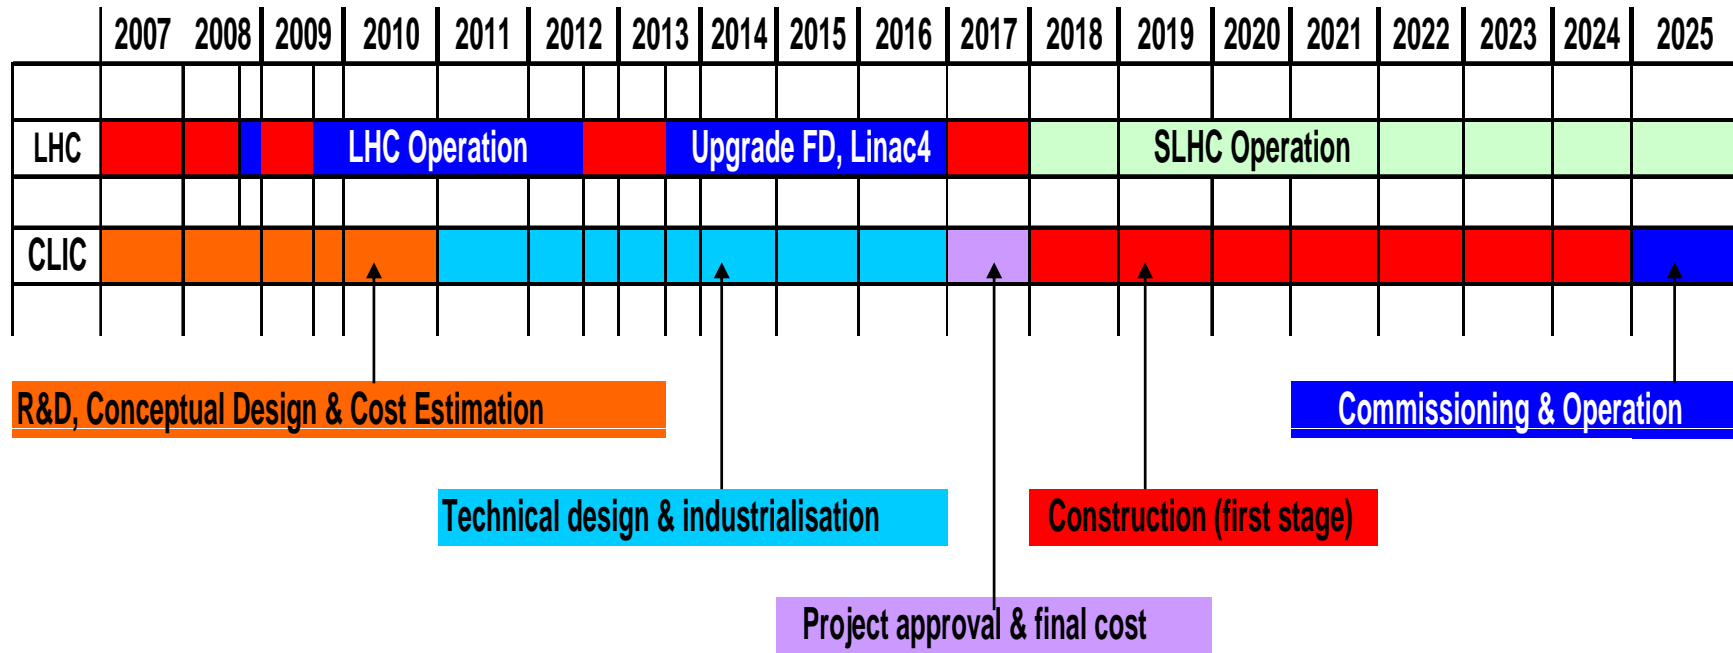 2007 2008 2009 2010 2011 2012 2013 2014 2015 2016 2017 2018 2019 2020 2021 2022 2023 2024 2025
LHC LHC Operation Upgrade FD, Linac4 SLHC Operation
CLIC
R&D, Conceptual Design & Cost Estimation Commissioning & Operation
Technical design & industrialisation Construction (first stage)
Project approval & final cost